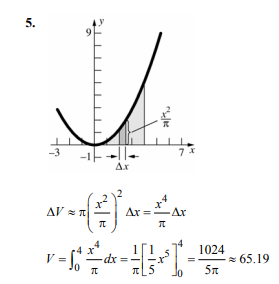 5.
y
9
x²/π
-3
-1
7 x
Δx
ΔV ≈ π(x²/π)² Δx = x⁴/π Δx
V = ∫₀⁴ x⁴/π dx = 1/π [1/5 x⁵]₀⁴ = 1024/5π ≈ 65.19